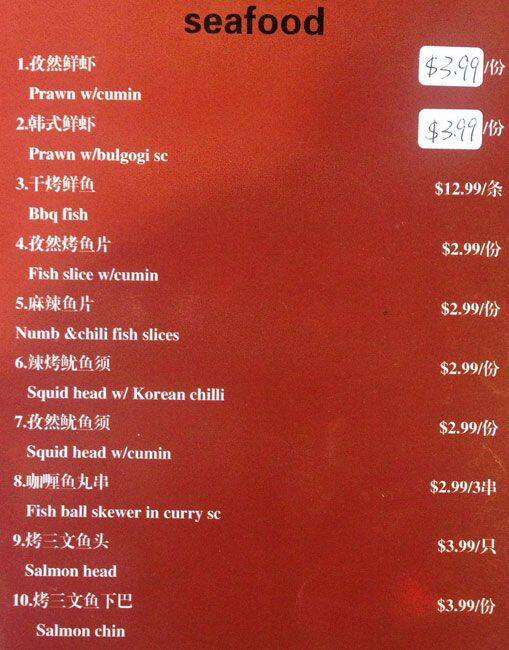 seafood
1.孜然鲜虾 $3.99/份
Prawn w/cumin
2.韩式鲜虾 $3.99/份
Prawn w/bulgogi sc
3.干烤鲜鱼 $12.99/条
Bbq fish
4.孜然烤鱼片 $2.99/份
Fish slice w/cumin
5.麻辣鱼片 $2.99/份
Numb &chili fish slices
6.辣烤鱿鱼须 $2.99/份
Squid head w/ Korean chilli
7.孜然鱿鱼须 $2.99/份
Squid head w/cumin
8.咖喱鱼丸串 $2.99/3串
Fish ball skewer in curry sc
9.烤三文鱼头 $3.99/只
Salmon head
10.烤三文鱼下巴 $3.99/份
Salmon chin